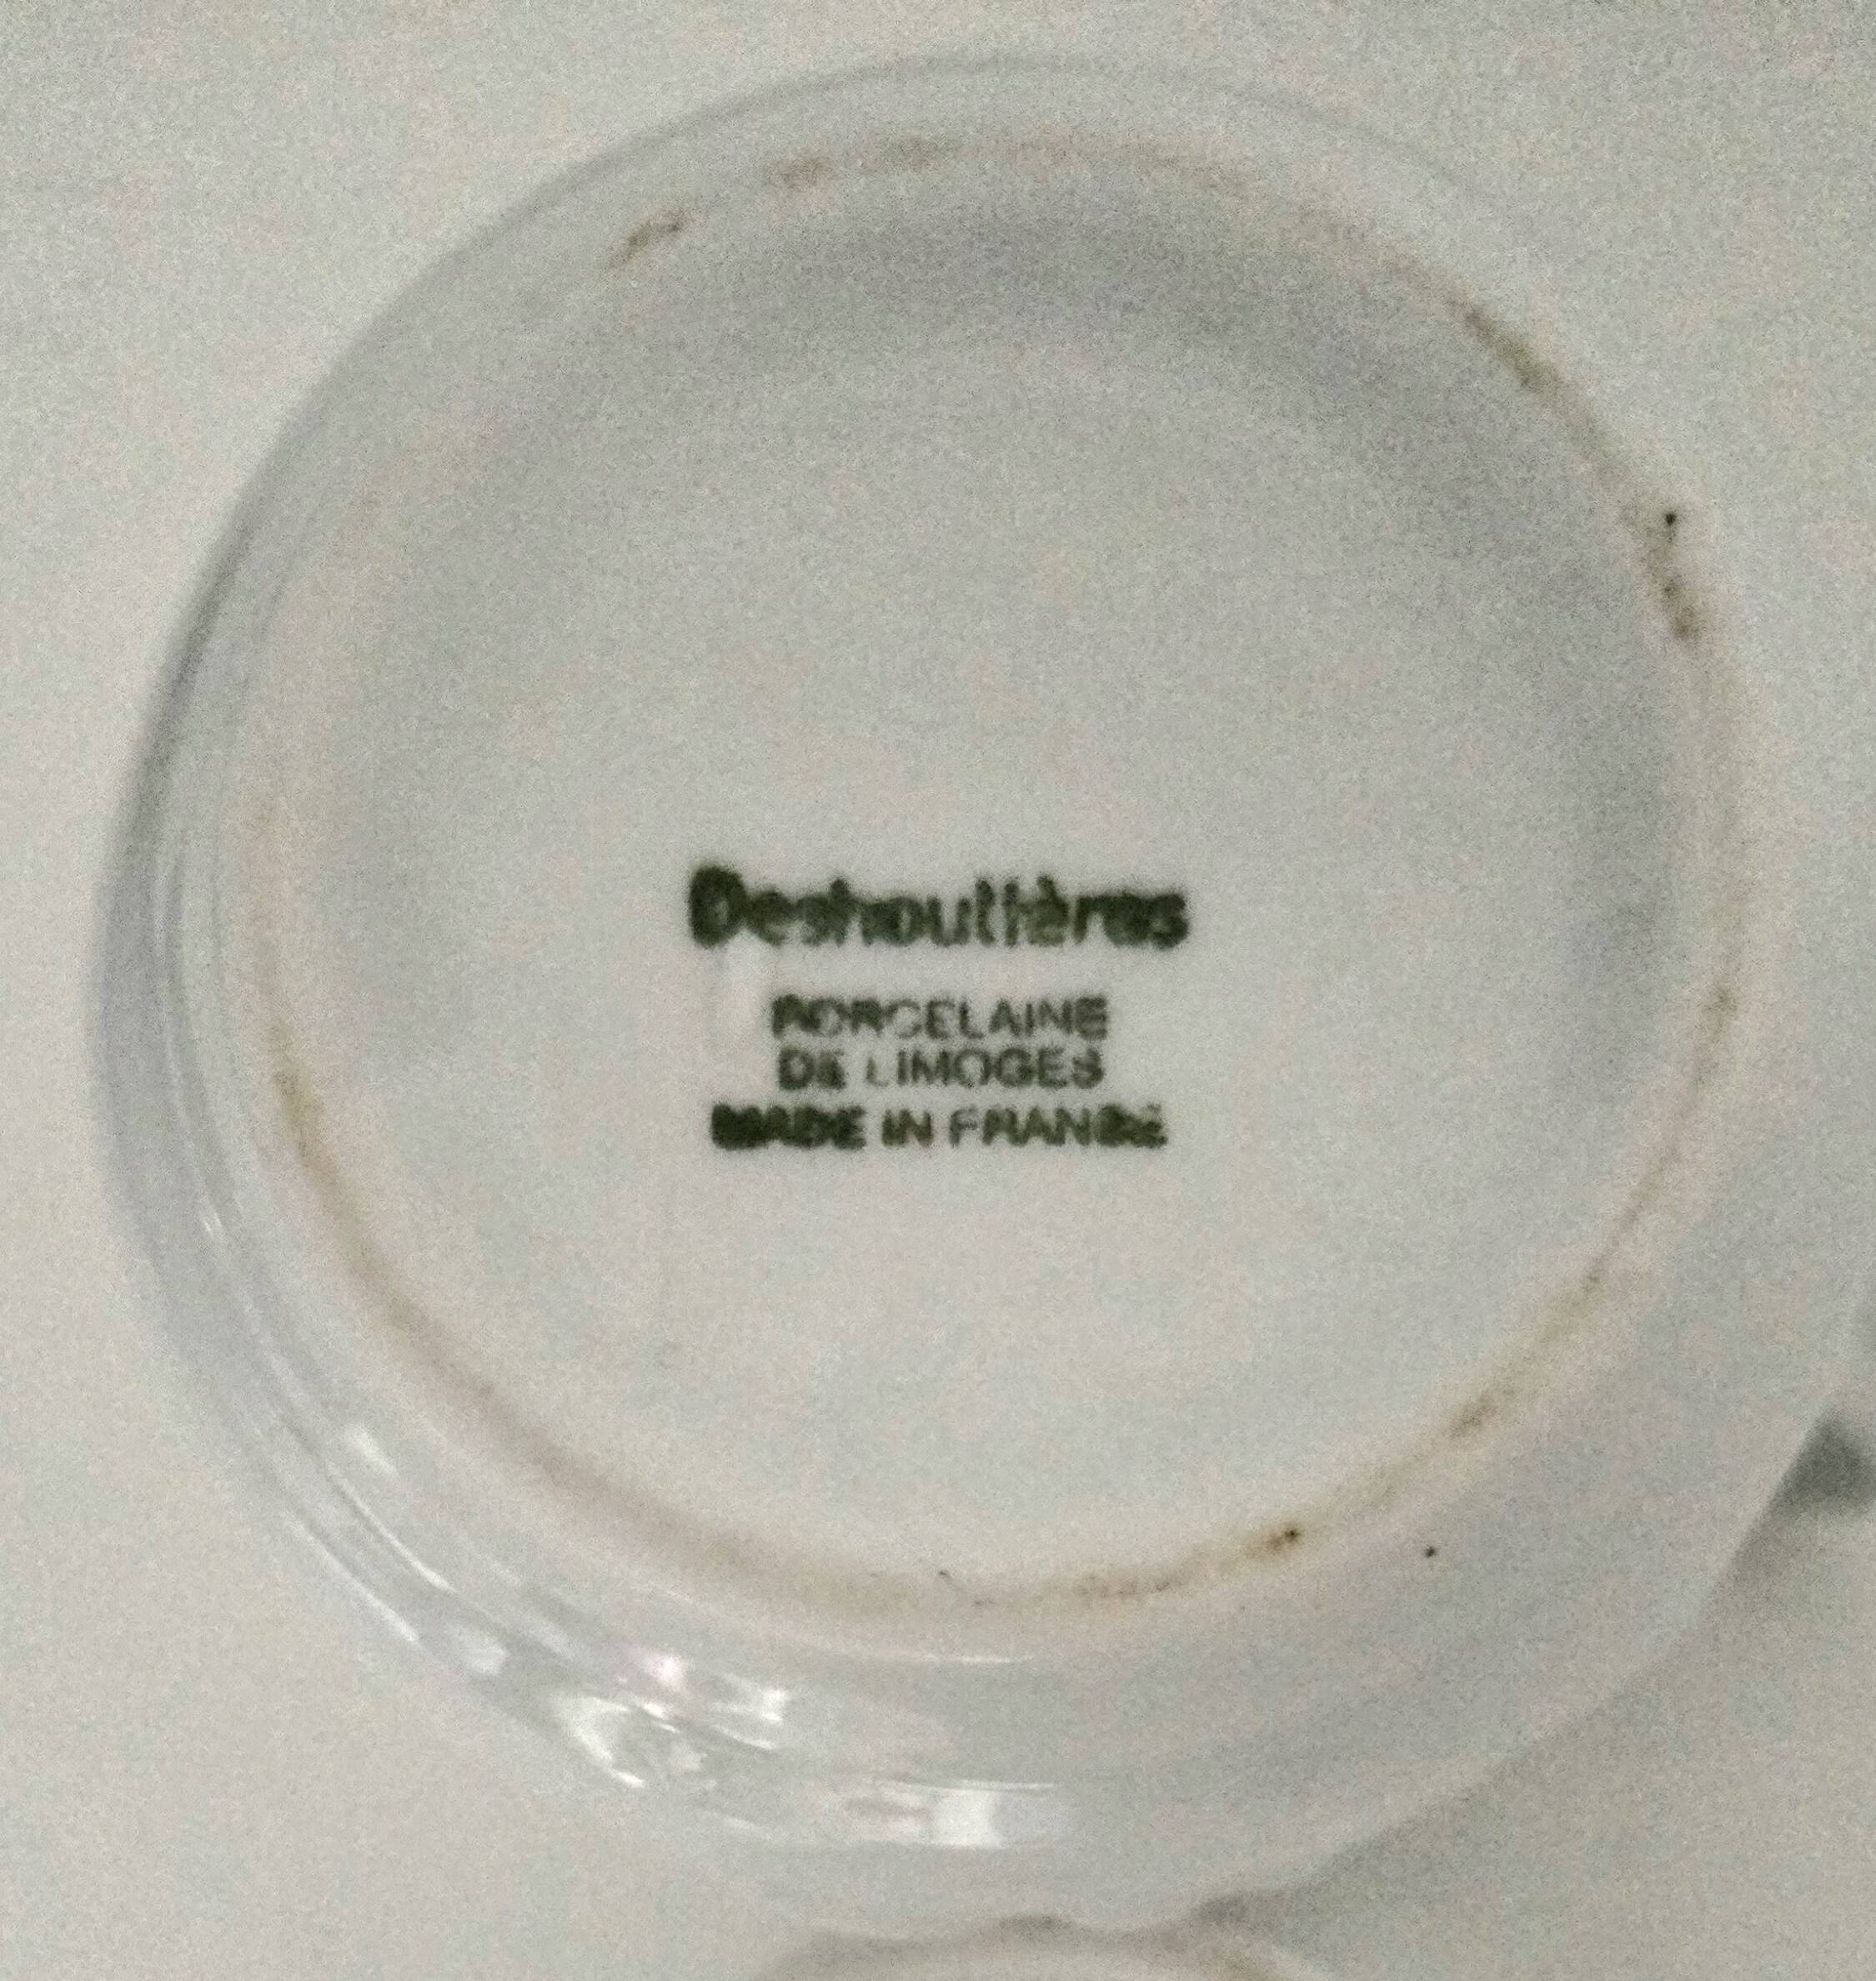 Deshoulières
PORCELAINE
DE LIMOGES
MADE IN FRANCE